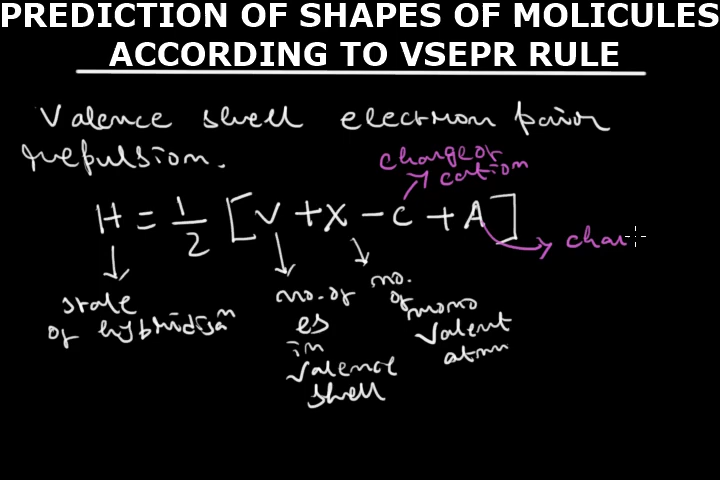 PREDICTION OF SHAPES OF MOLICULES
ACCORDING TO VSEPR RULE
Valence shell electron pair
repulsion.
charge of
cation
H = 1/2 [V + X - C + A]
char
state
of hybridisan
no. of
es
in
valence
shell
no.
of mono
valent
atom